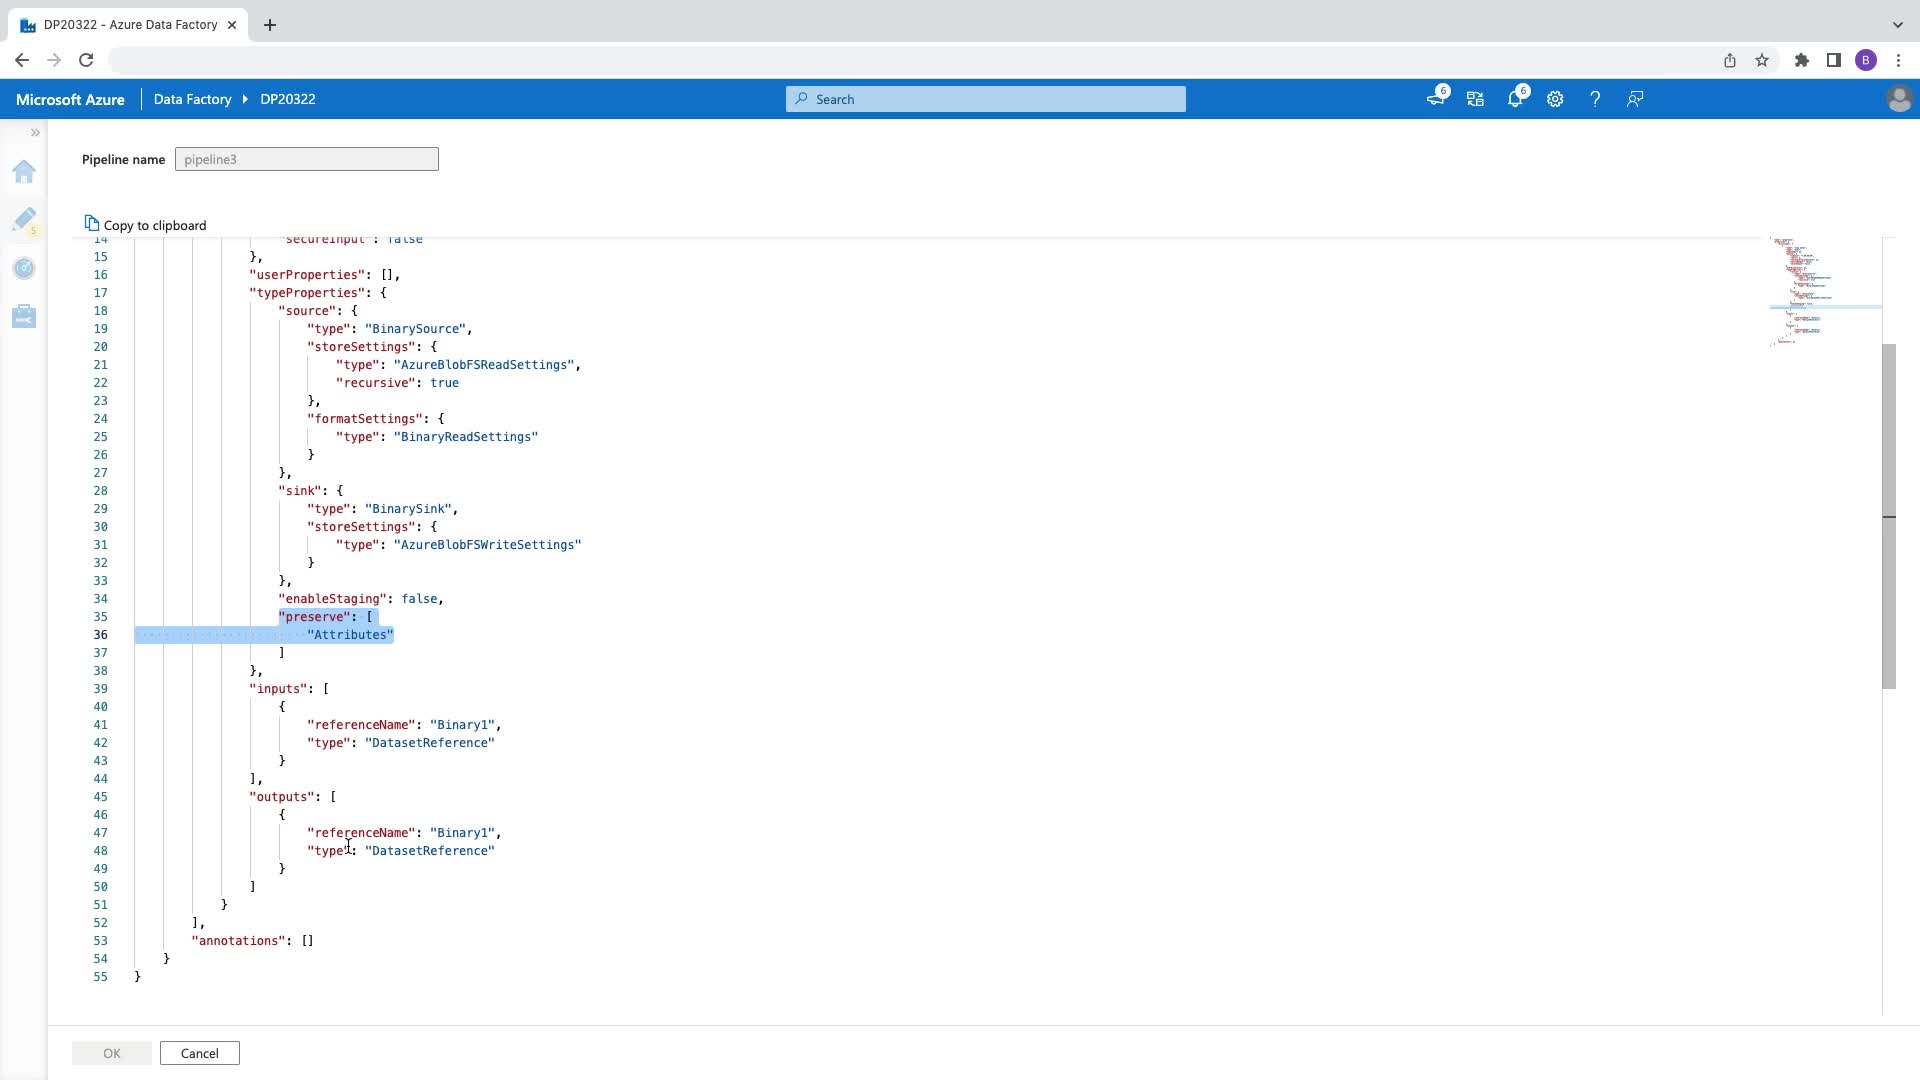 DP20322 - Azure Data Factory
B
Microsoft Azure
Data Factory
DP20322
Search
6
6
5
Pipeline name
pipeline3
Copy to clipboard
14 "secureInput": false
15 },
16 "userProperties": [],
17 "typeProperties": {
18 "source": {
19 "type": "BinarySource",
20 "storeSettings": {
21 "type": "AzureBlobFSReadSettings",
22 "recursive": true
23 },
24 "formatSettings": {
25 "type": "BinaryReadSettings"
26 }
27 },
28 "sink": {
29 "type": "BinarySink",
30 "storeSettings": {
31 "type": "AzureBlobFSWriteSettings"
32 }
33 },
34 "enableStaging": false,
35 "preserve": [
36 "Attributes"
37 ]
38 },
39 "inputs": [
40 {
41 "referenceName": "Binary1",
42 "type": "DatasetReference"
43 }
44 ],
45 "outputs": [
46 {
47 "referenceName": "Binary1",
48 "type": "DatasetReference"
49 }
50 ]
51 }
52 ],
53 "annotations": []
54 }
55 }
OK
Cancel